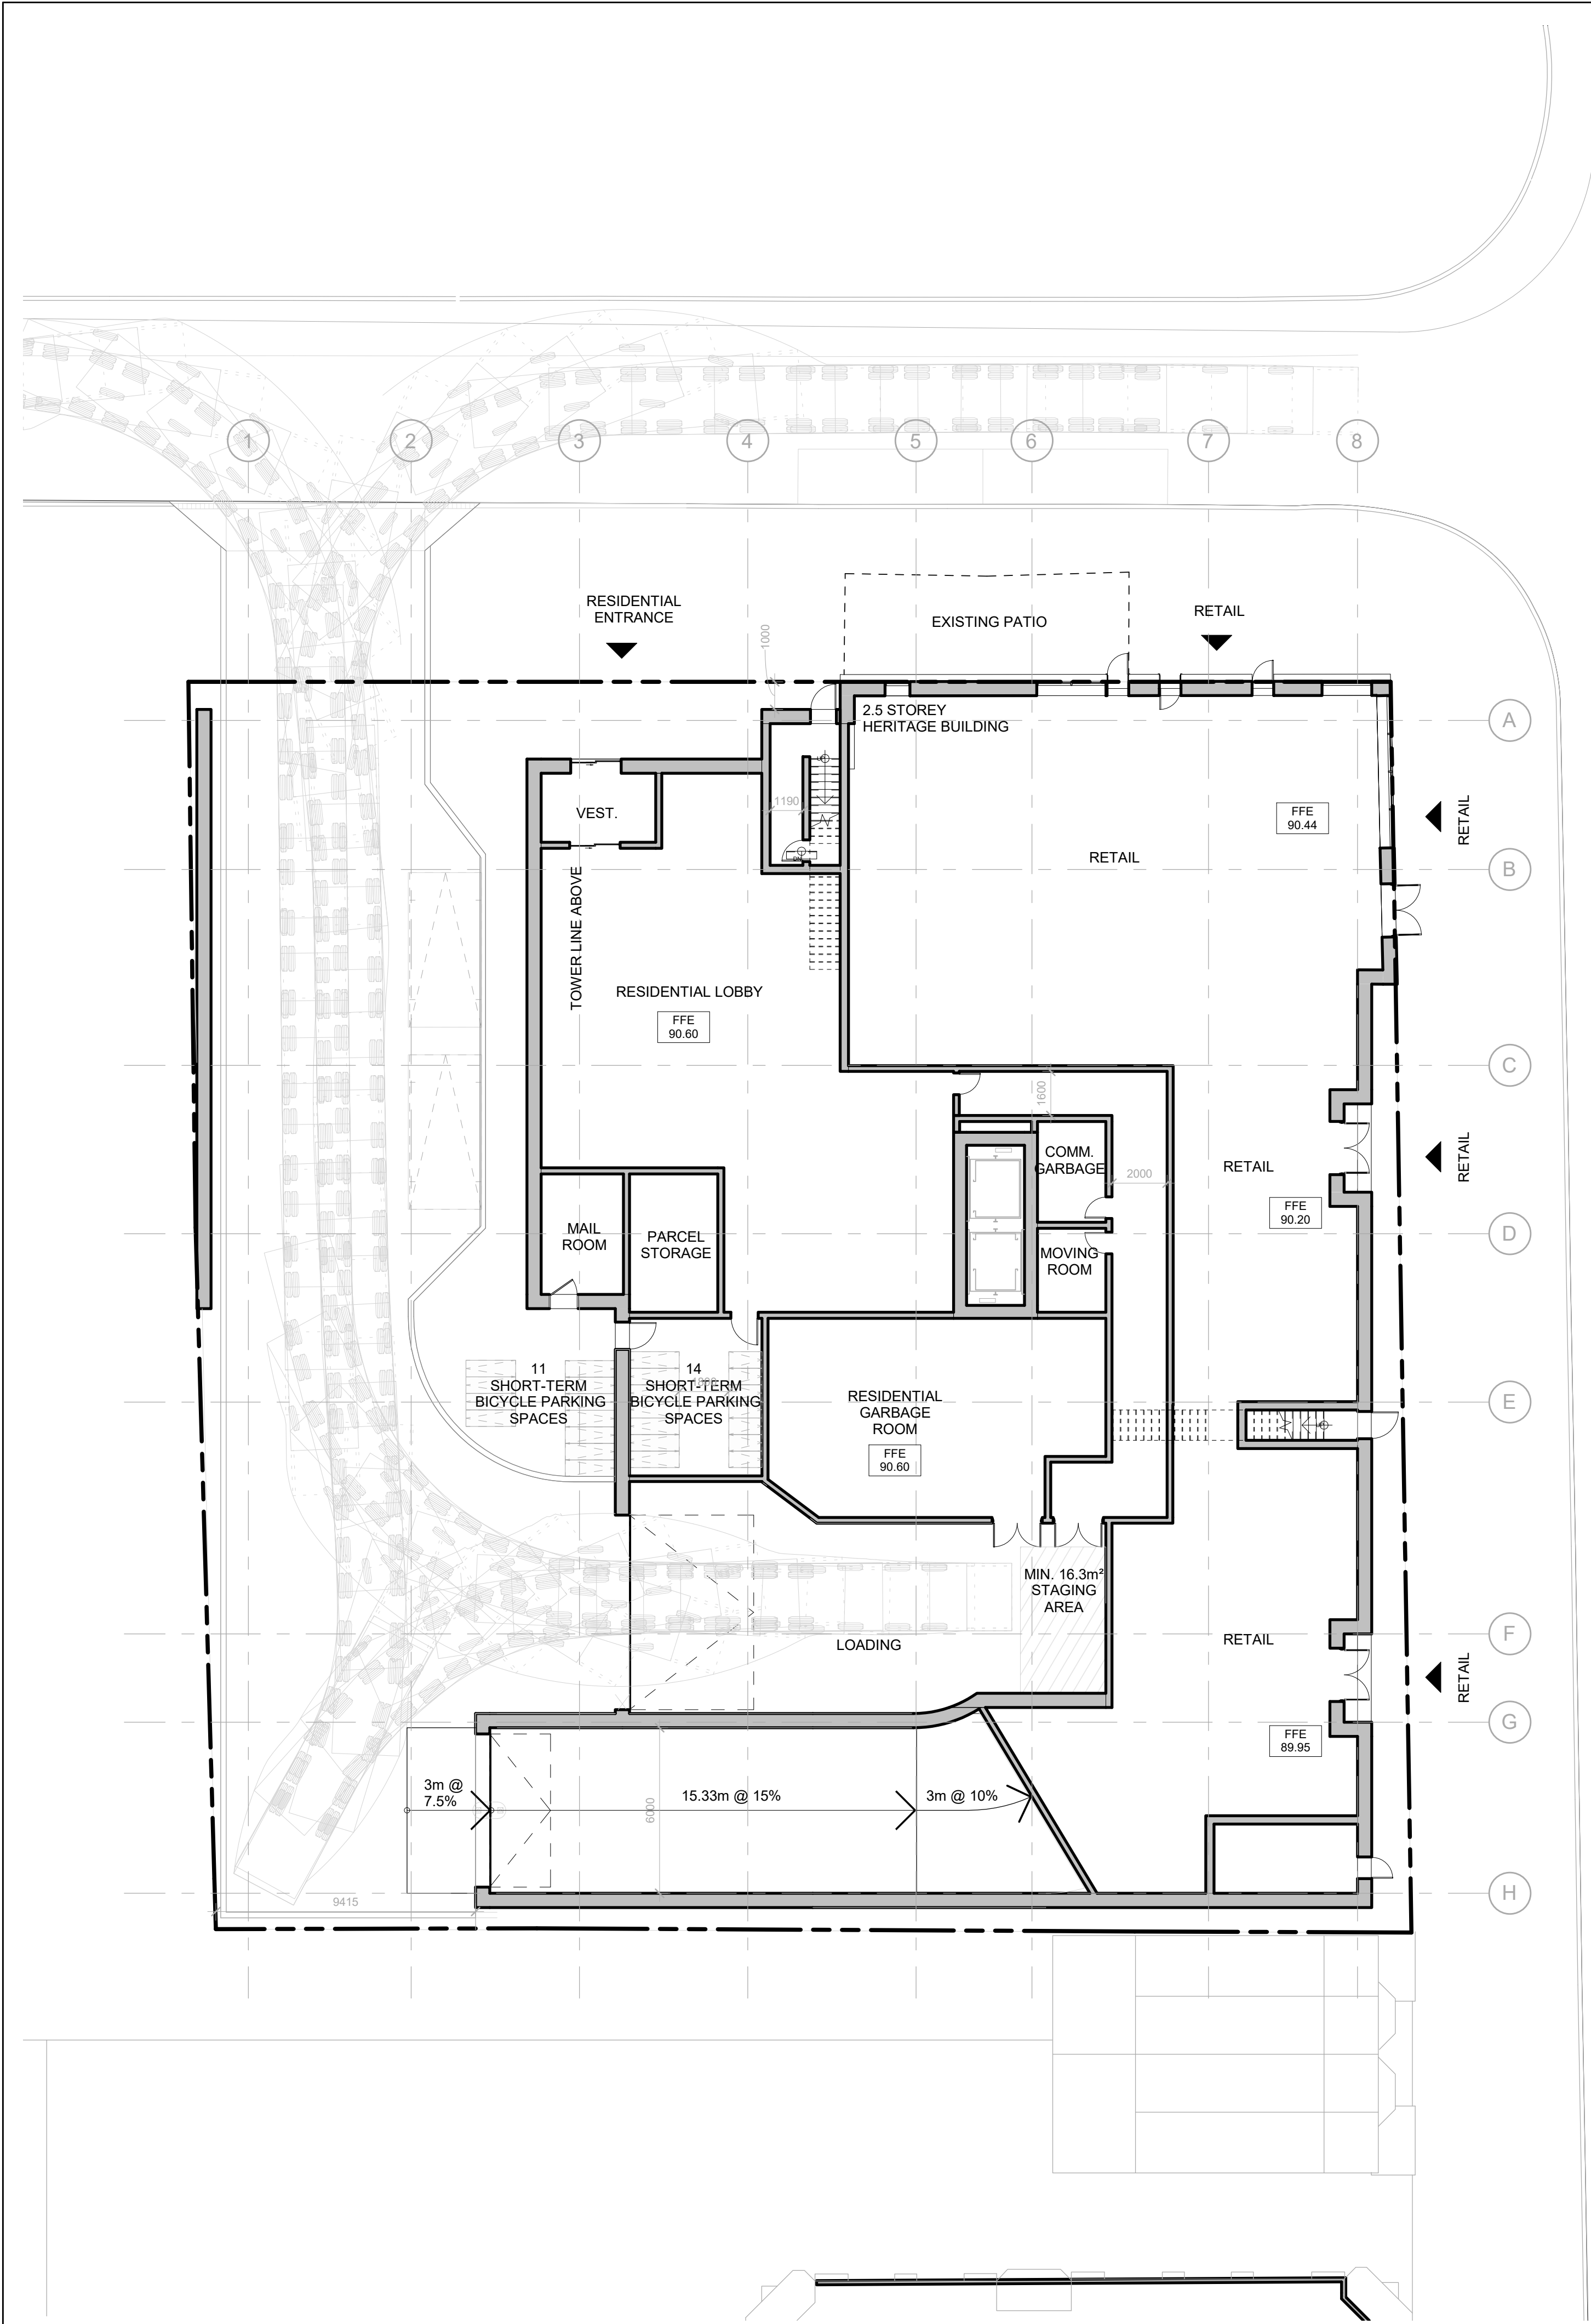 1
2
3
4
5
6
7
8
RESIDENTIAL
ENTRANCE
1000
EXISTING PATIO
RETAIL
2.5 STOREY
HERITAGE BUILDING
A
VEST.
1190
FFE
90.44
RETAIL
RETAIL
B
DN
TOWER LINE ABOVE
RESIDENTIAL LOBBY
FFE
90.60
C
1600
COMM.
GARBAGE
2000
RETAIL
RETAIL
FFE
90.20
MAIL
ROOM
PARCEL
STORAGE
MOVING
ROOM
D
11
SHORT-TERM
BICYCLE PARKING
SPACES
14
SHORT-TERM
BICYCLE PARKING
SPACES
RESIDENTIAL
GARBAGE
ROOM
FFE
90.60
E
MIN. 16.3m²
STAGING
AREA
LOADING
RETAIL
F
RETAIL
G
FFE
89.95
3m @
7.5%
15.33m @ 15%
3m @ 10%
6000
9415
H